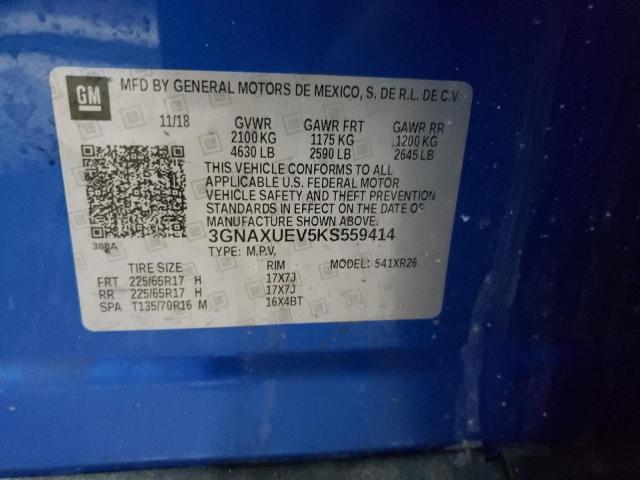 GM
MFD BY GENERAL MOTORS DE MEXICO, S. DE R.L. DE C.V.
11/18 GVWR GAWR FRT GAWR RR
2100 KG 1175 KG 1200 KG
4630 LB 2590 LB 2645 LB
THIS VEHICLE CONFORMS TO ALL
APPLICABLE U.S. FEDERAL MOTOR
VEHICLE SAFETY AND THEFT PREVENTION
STANDARDS IN EFFECT ON THE DATE OF
MANUFACTURE SHOWN ABOVE.
388A
3GNAXUEV5KS559414
TYPE: M.P.V. MODEL: 541XR26
TIRE SIZE RIM
FRT 225/65R17 H 17X7J
RR 225/65R17 H 17X7J
SPA T135/70R16 M 16X4BT